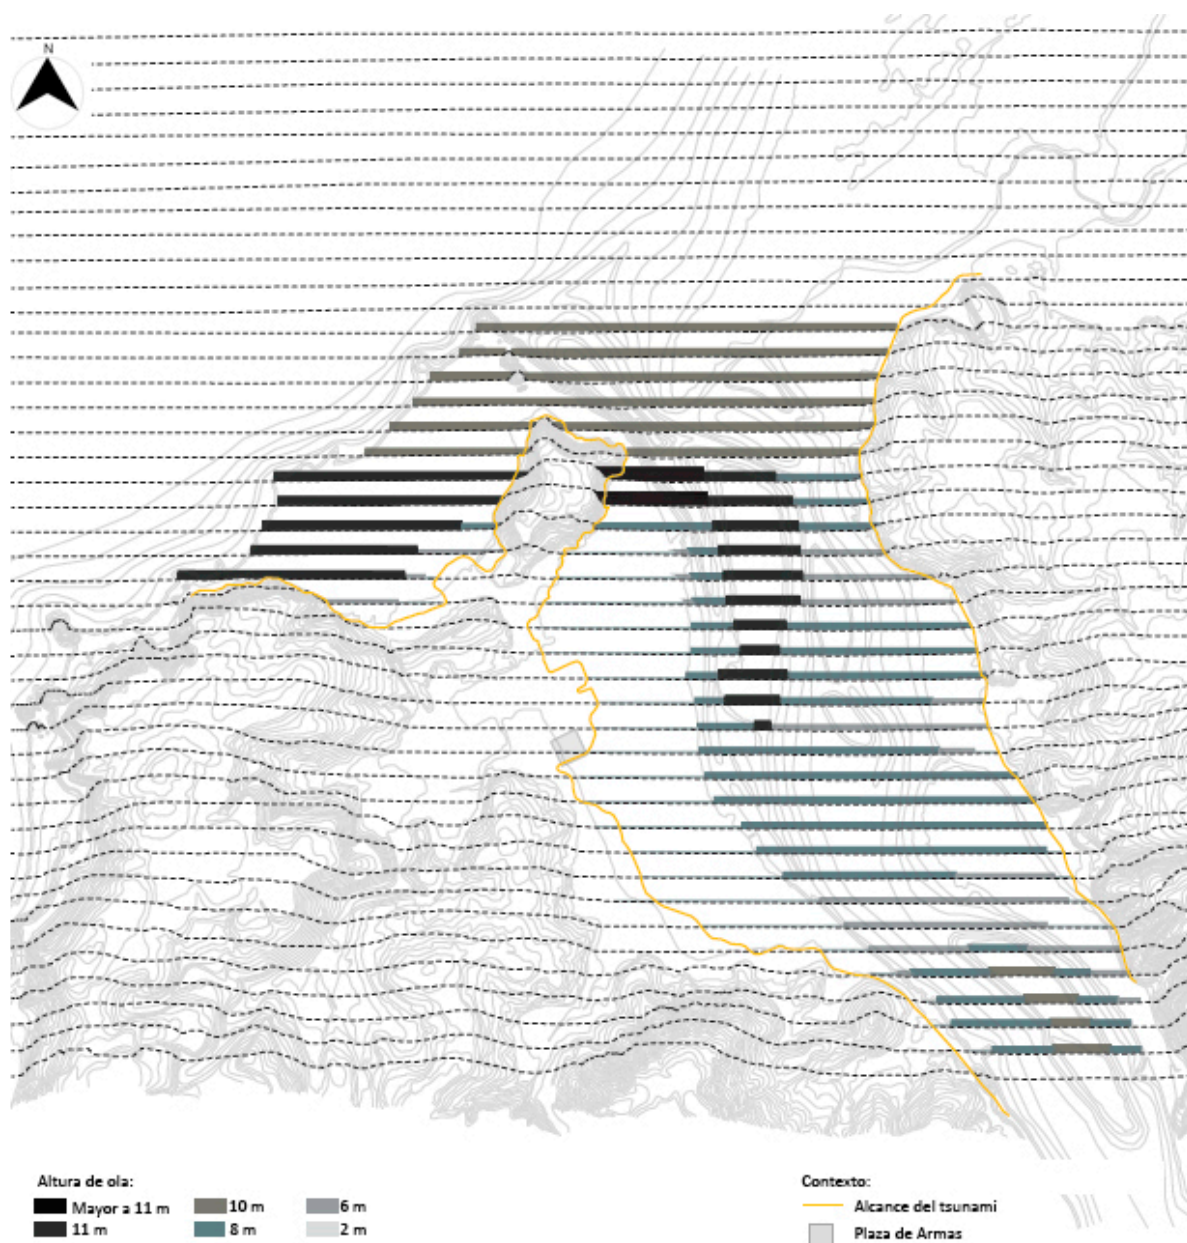 N
Altura de ola:
Mayor a 11 m
10 m
6 m
11 m
8 m
2 m
Contexto:
Alcance del tsunami
Plaza de Armas